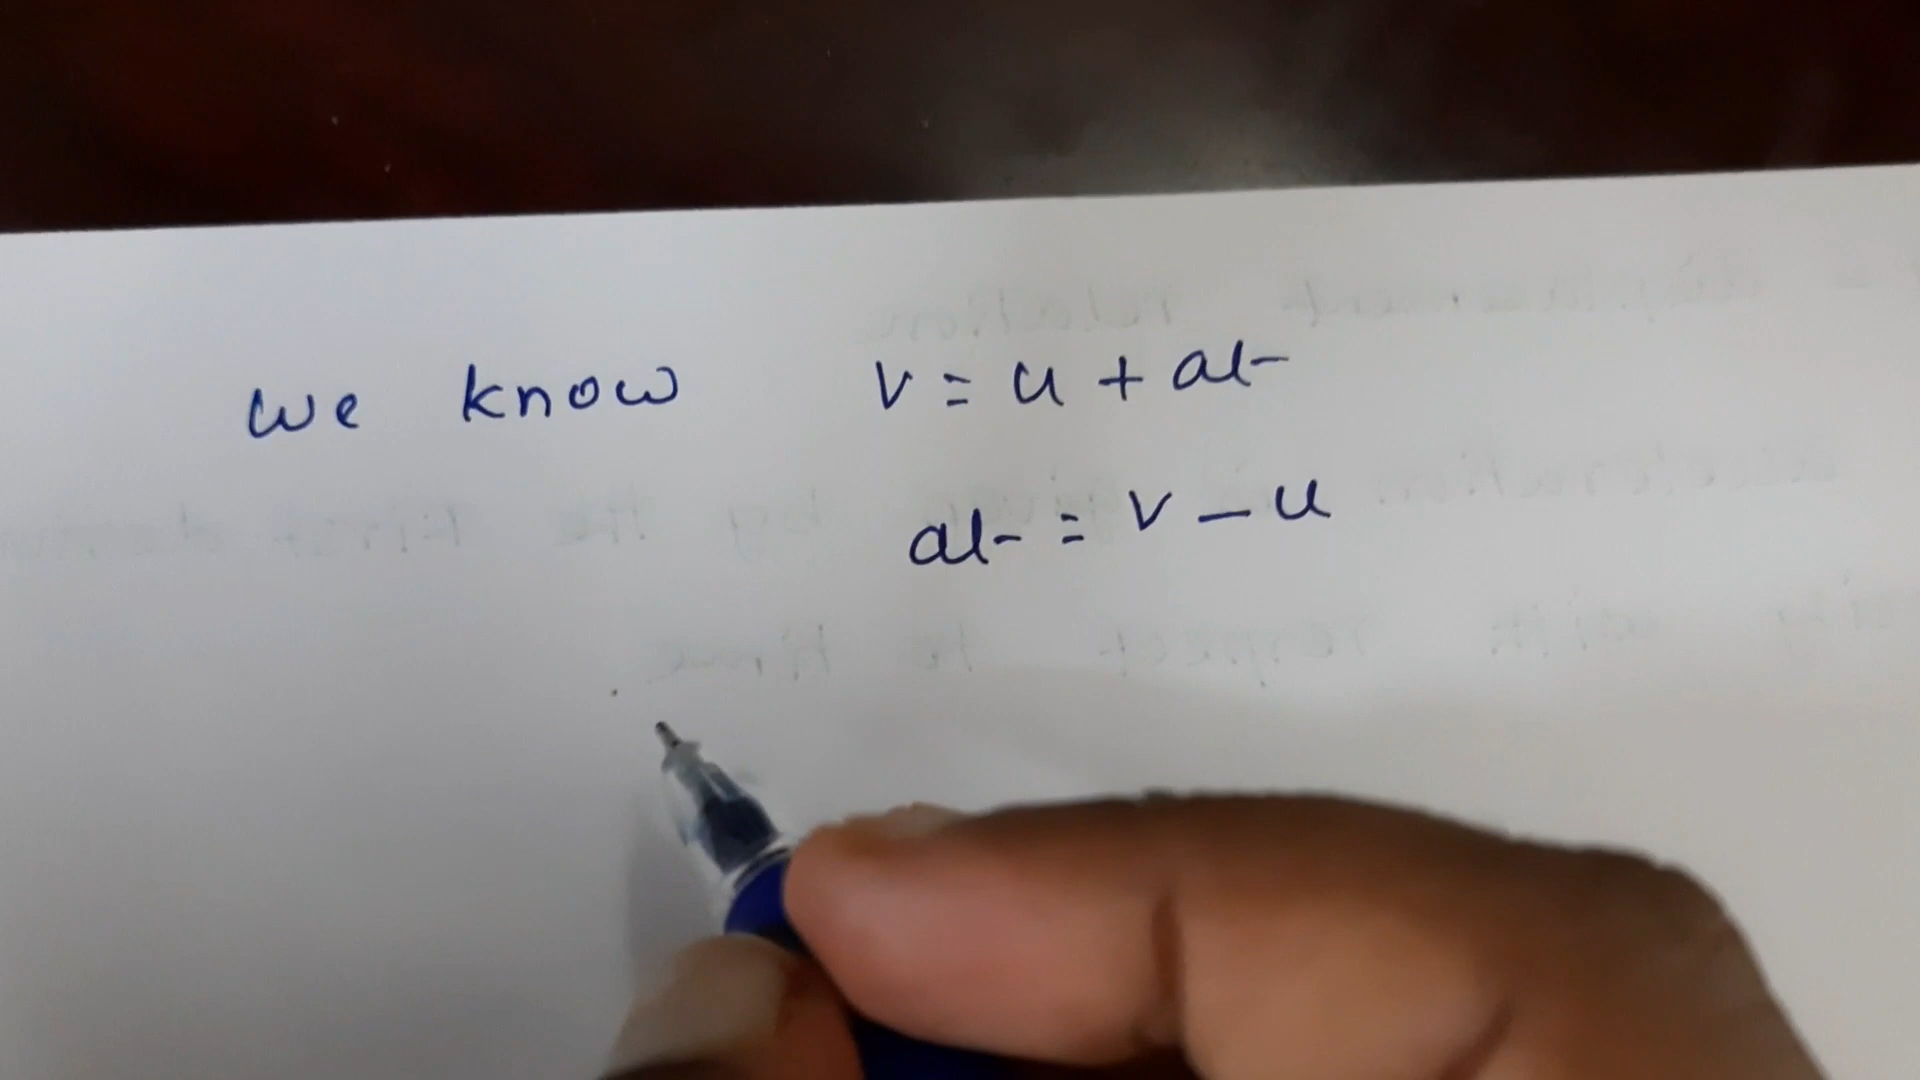 we know v = u + at
at = v - u